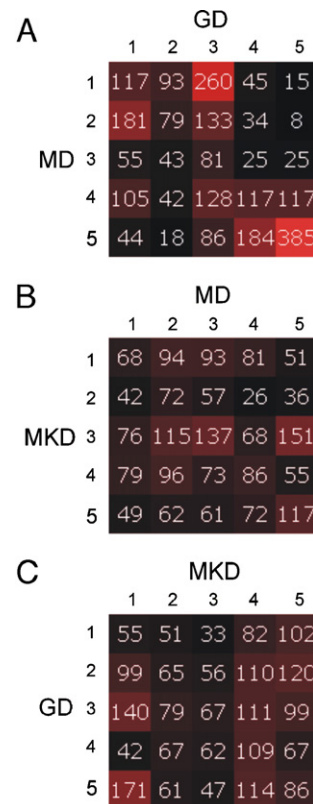 A
GD
1 2 3 4 5
1 117 93 260 45 15
2 181 79 133 34 8
MD 3 55 43 81 25 25
4 105 42 128 117 117
5 44 18 86 184 385
B
MD
1 2 3 4 5
1 68 94 93 81 51
2 42 72 57 26 36
MKD 3 76 115 137 68 151
4 79 96 73 86 55
5 49 62 61 72 117
C
MKD
1 2 3 4 5
1 55 51 33 82 102
2 99 65 56 110 120
GD 3 140 79 67 111 99
4 42 67 62 109 67
5 171 61 47 114 86